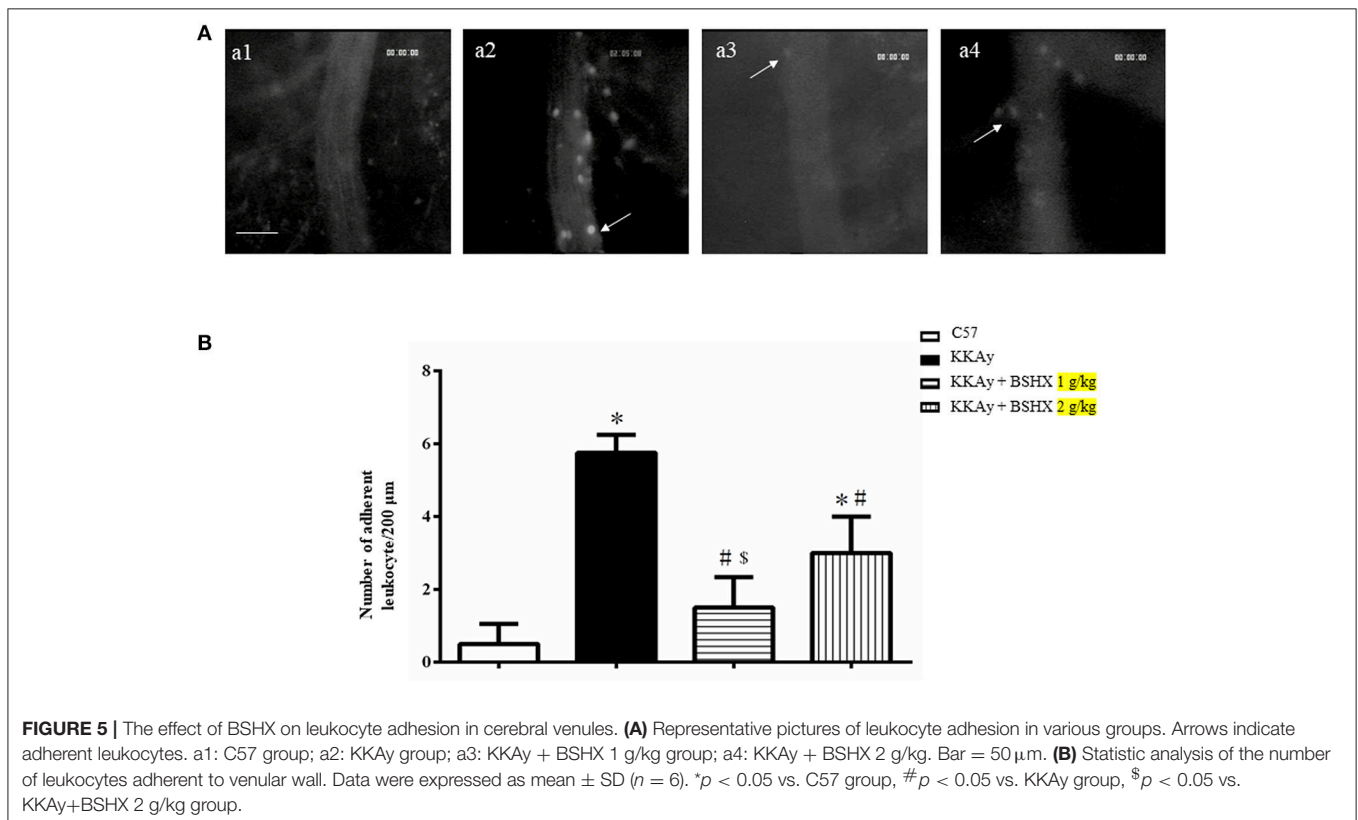 A
a1
00:00:00
a2
02:05:08
a3
00:00:00
a4
00:00:00
B
C57
KKAy
KKAy + BSHX 1 g/kg
KKAy + BSHX 2 g/kg
Number of adherent
leukocyte/200 μm
8
6
4
2
0
*
# $
* #
FIGURE 5 | The effect of BSHX on leukocyte adhesion in cerebral venules. (A) Representative pictures of leukocyte adhesion in various groups. Arrows indicate
adherent leukocytes. a1: C57 group; a2: KKAy group; a3: KKAy + BSHX 1 g/kg group; a4: KKAy + BSHX 2 g/kg. Bar = 50 μm. (B) Statistic analysis of the number
of leukocytes adherent to venular wall. Data were expressed as mean ± SD (n = 6). *p < 0.05 vs. C57 group, #p < 0.05 vs. KKAy group, $p < 0.05 vs.
KKAy+BSHX 2 g/kg group.